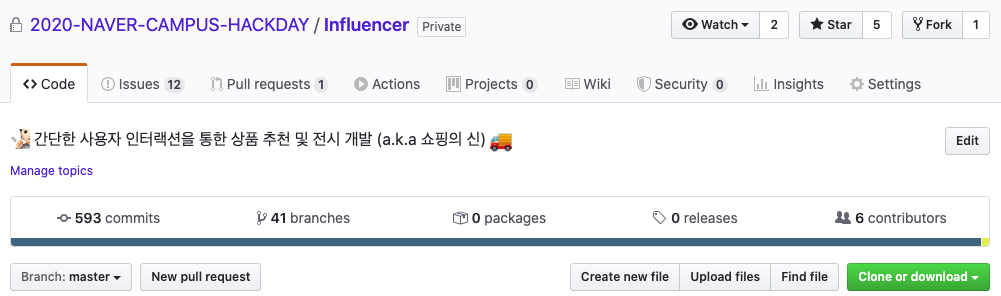 2020-NAVER-CAMPUS-HACKDAY / Influencer Private Watch 2 Star 5 Fork 1
Code Issues 12 Pull requests 1 Actions Projects 0 Wiki Security 0 Insights Settings
간단한 사용자 인터랙션을 통한 상품 추천 및 전시 개발 (a.k.a 쇼핑의 신) Edit
Manage topics
593 commits 41 branches 0 packages 0 releases 6 contributors
Branch: master New pull request Create new file Upload files Find file Clone or download